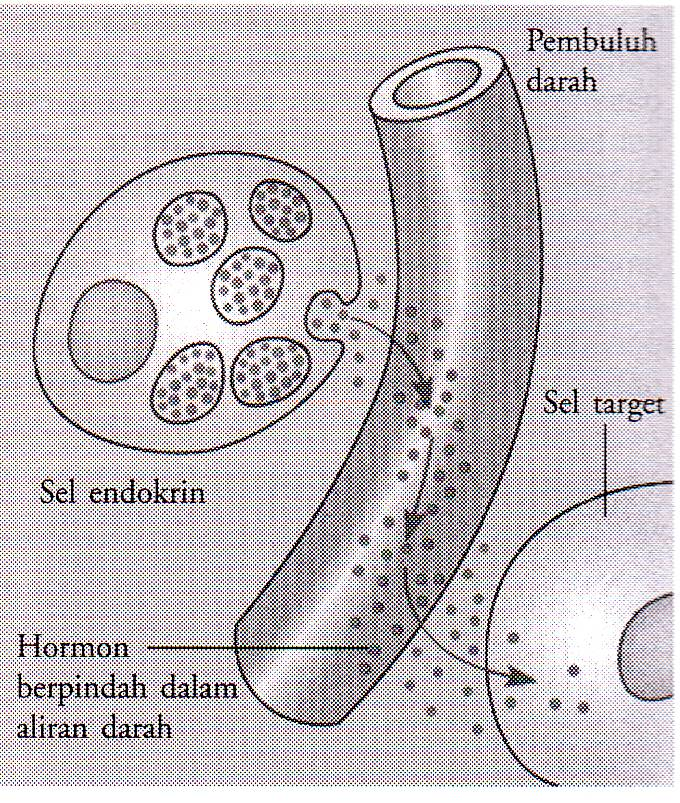 Pembuluh
darah
Sel target
Sel endokrin
Hormon
berpindah dalam
aliran darah